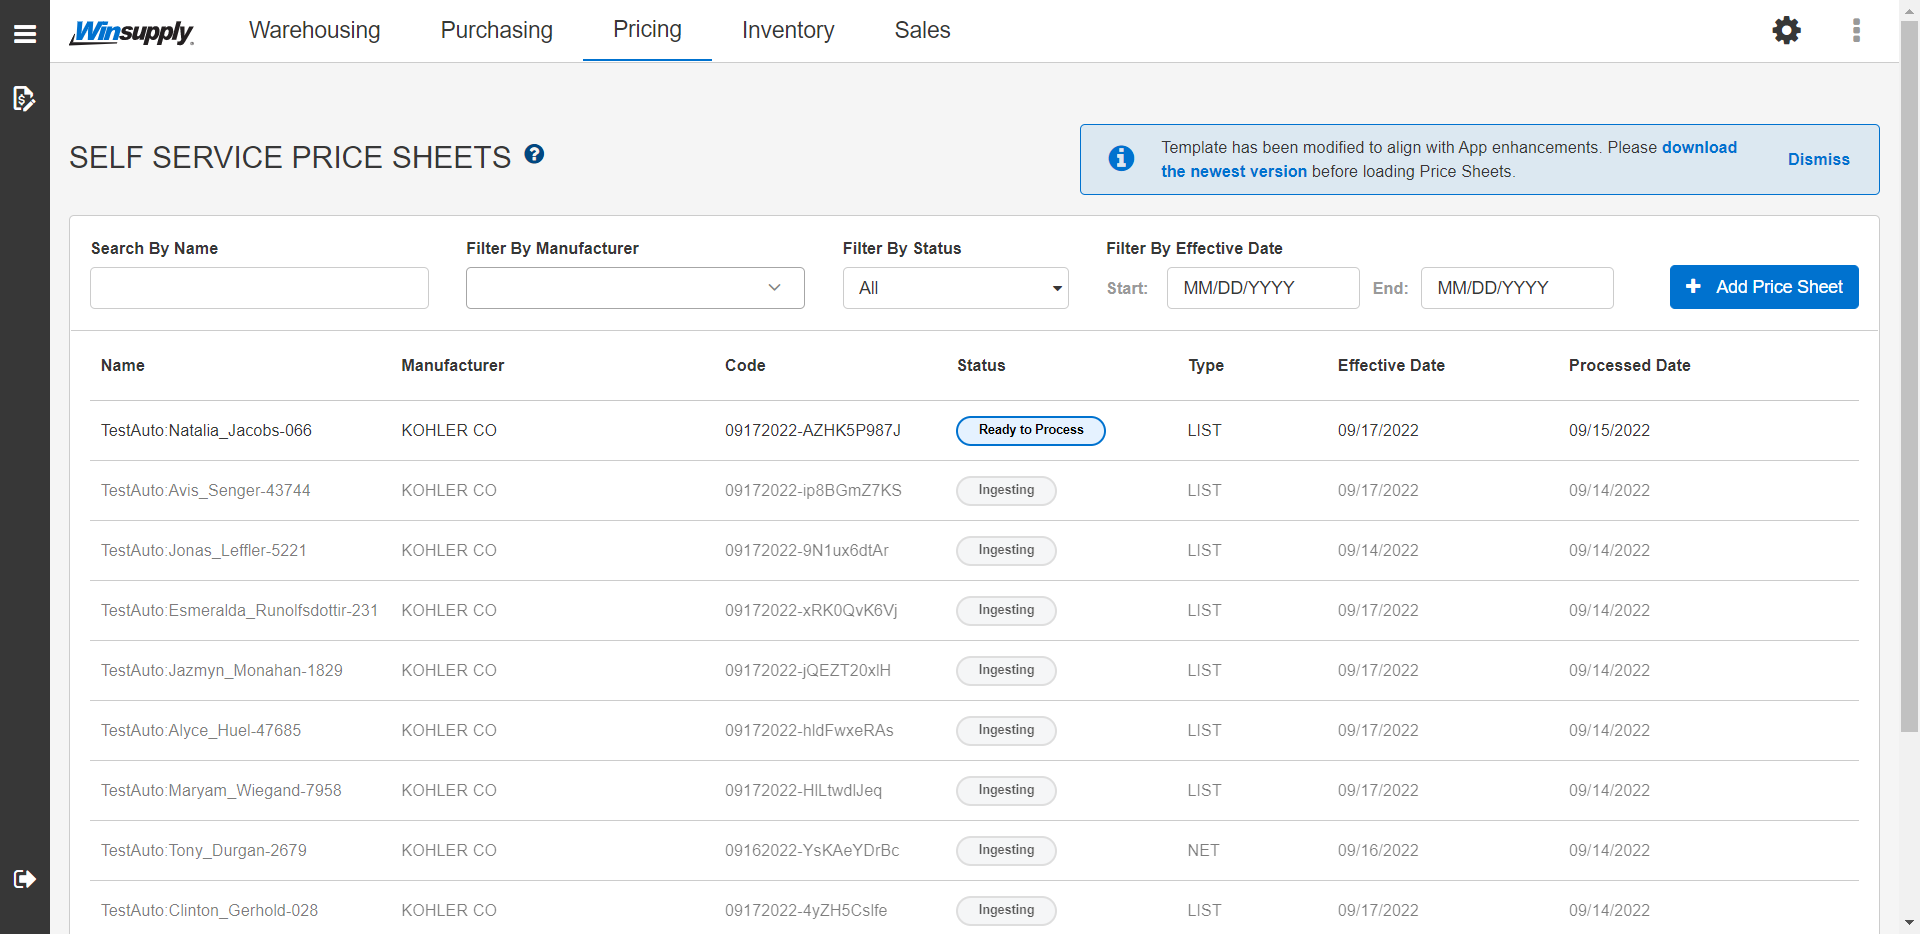 Winsupply Warehousing Purchasing Pricing Inventory Sales
SELF SERVICE PRICE SHEETS
Template has been modified to align with App enhancements. Please download
the newest version before loading Price Sheets.
Dismiss
Search By Name Filter By Manufacturer Filter By Status Filter By Effective Date
All Start: MM/DD/YYYY End: MM/DD/YYYY Add Price Sheet
Name Manufacturer Code Status Type Effective Date Processed Date
TestAuto:Natalia_Jacobs-066 KOHLER CO 09172022-AZHK5P987J Ready to Process LIST 09/17/2022 09/15/2022
TestAuto:Avis_Senger-43744 KOHLER CO 09172022-ip8BGmZ7KS Ingesting LIST 09/17/2022 09/14/2022
TestAuto:Jonas_Leffler-5221 KOHLER CO 09172022-9N1ux6dtAr Ingesting LIST 09/14/2022 09/14/2022
TestAuto:Esmeralda_Runolfsdottir-231 KOHLER CO 09172022-xRK0QvK6Vj Ingesting LIST 09/17/2022 09/14/2022
TestAuto:Jazmyn_Monahan-1829 KOHLER CO 09172022-jQEZT20xlH Ingesting LIST 09/17/2022 09/14/2022
TestAuto:Alyce_Huel-47685 KOHLER CO 09172022-hldFwxeRAs Ingesting LIST 09/17/2022 09/14/2022
TestAuto:Maryam_Wiegand-7958 KOHLER CO 09172022-HlLtwdlJeq Ingesting LIST 09/17/2022 09/14/2022
TestAuto:Tony_Durgan-2679 KOHLER CO 09162022-YsKAeYDrBc Ingesting NET 09/16/2022 09/14/2022
TestAuto:Clinton_Gerhold-028 KOHLER CO 09172022-4yZH5Cslfe Ingesting LIST 09/17/2022 09/14/2022